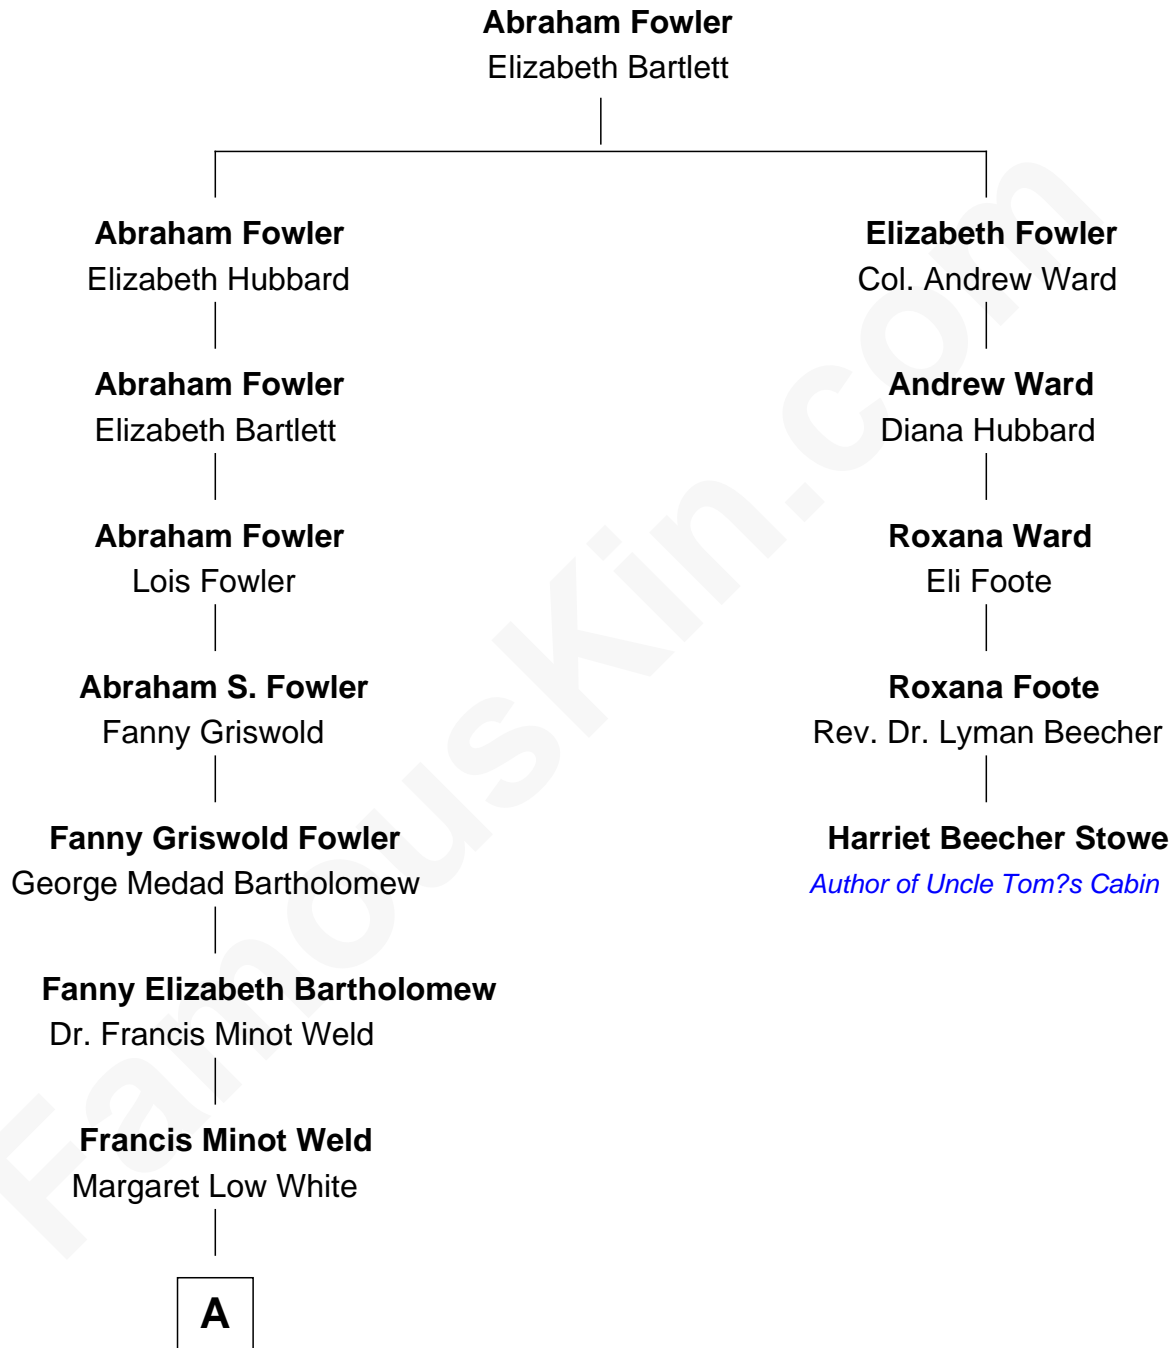 Abraham Fowler
Elizabeth Bartlett
Abraham Fowler
Elizabeth Hubbard
Abraham Fowler
Elizabeth Bartlett
Abraham Fowler
Lois Fowler
Abraham S. Fowler
Fanny Griswold
Fanny Griswold Fowler
George Medad Bartholomew
Fanny Elizabeth Bartholomew
Dr. Francis Minot Weld
Francis Minot Weld
Margaret Low White
A
Elizabeth Fowler
Col. Andrew Ward
Andrew Ward
Diana Hubbard
Roxana Ward
Eli Foote
Roxana Foote
Rev. Dr. Lyman Beecher
Harriet Beecher Stowe
Author of Uncle Tom?s Cabin
FamousKin.com